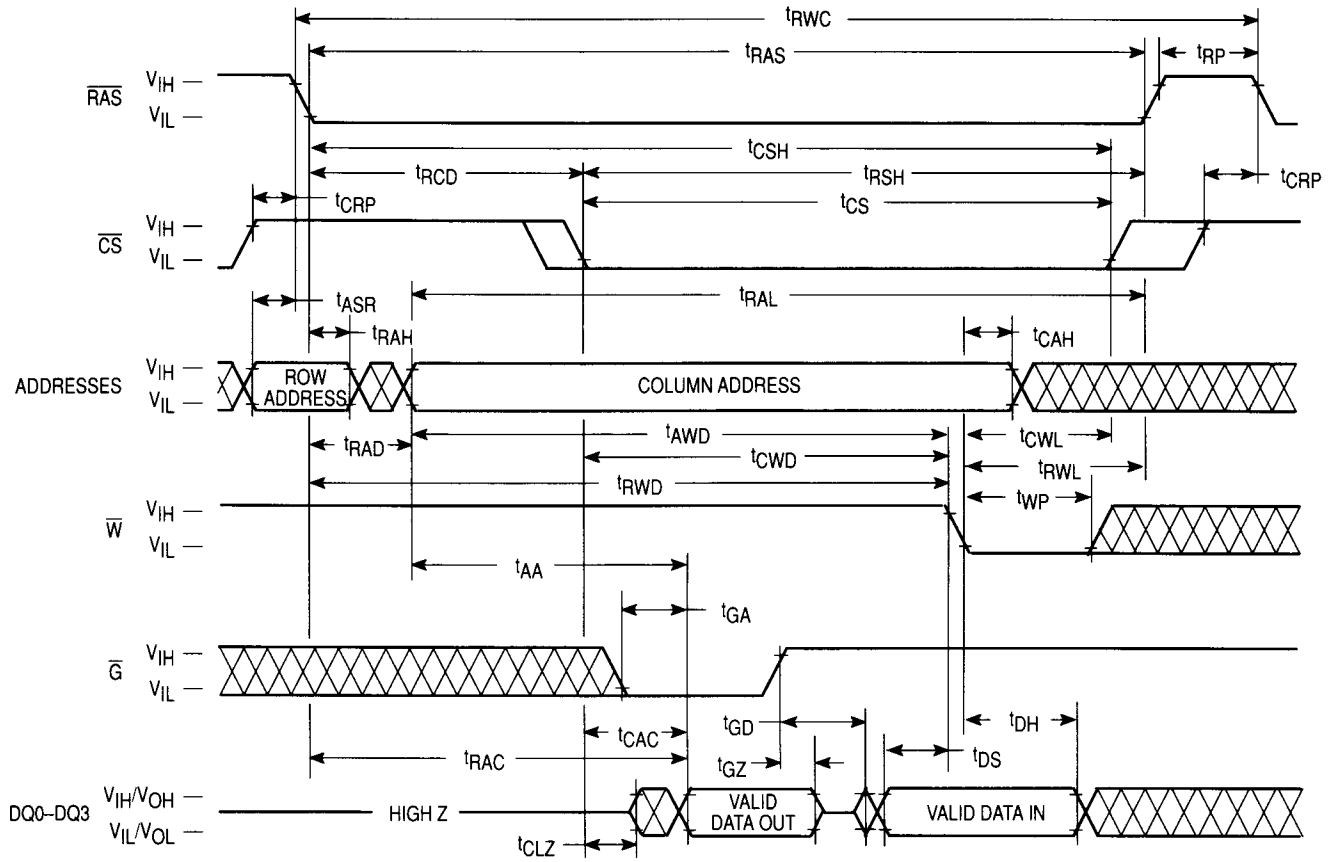 tRWC
tRAS
tRP
RAS
VIH
VIL
tCSH
tRCD
tRSH
tCRP
tCRP
tCS
CS
VIH
VIL
tASR
tRAL
tRAH
tCAH
ADDRESSES
VIH
VIL
ROW
ADDRESS
COLUMN ADDRESS
tRAD
tAWD
tCWL
tCWD
tRWL
tRWD
tWP
W
VIH
VIL
tAA
tGA
G
VIH
VIL
tCAC
tGD
tDH
tRAC
tGZ
tDS
DQ0–DQ3
VIH/VOH
VIL/VOL
HIGH Z
VALID
DATA OUT
VALID DATA IN
tCLZ